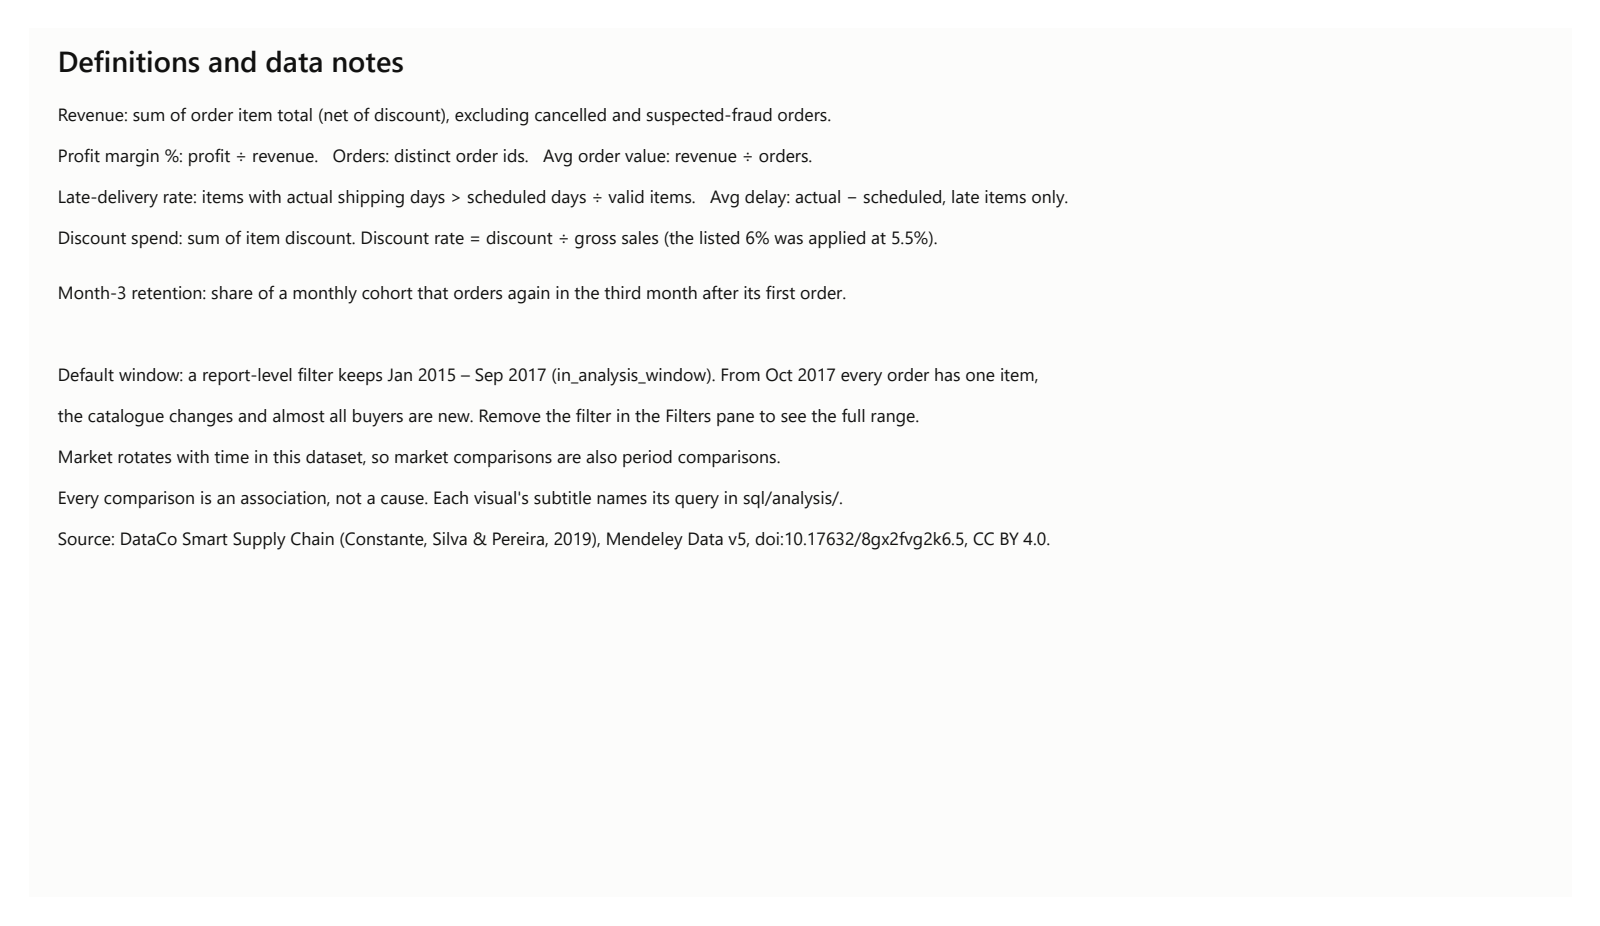 Definitions and data notes
Revenue: sum of order item total (net of discount), excluding cancelled and suspected-fraud orders.
Profit margin %: profit ÷ revenue.   Orders: distinct order ids.   Avg order value: revenue ÷ orders.
Late-delivery rate: items with actual shipping days > scheduled days ÷ valid items.   Avg delay: actual − scheduled, late items only.
Discount spend: sum of item discount. Discount rate = discount ÷ gross sales (the listed 6% was applied at 5.5%).
Month-3 retention: share of a monthly cohort that orders again in the third month after its first order.
Default window: a report-level filter keeps Jan 2015 – Sep 2017 (in_analysis_window). From Oct 2017 every order has one item,
the catalogue changes and almost all buyers are new. Remove the filter in the Filters pane to see the full range.
Market rotates with time in this dataset, so market comparisons are also period comparisons.
Every comparison is an association, not a cause. Each visual's subtitle names its query in sql/analysis/.
Source: DataCo Smart Supply Chain (Constante, Silva & Pereira, 2019), Mendeley Data v5, doi:10.17632/8gx2fvg2k6.5, CC BY 4.0.